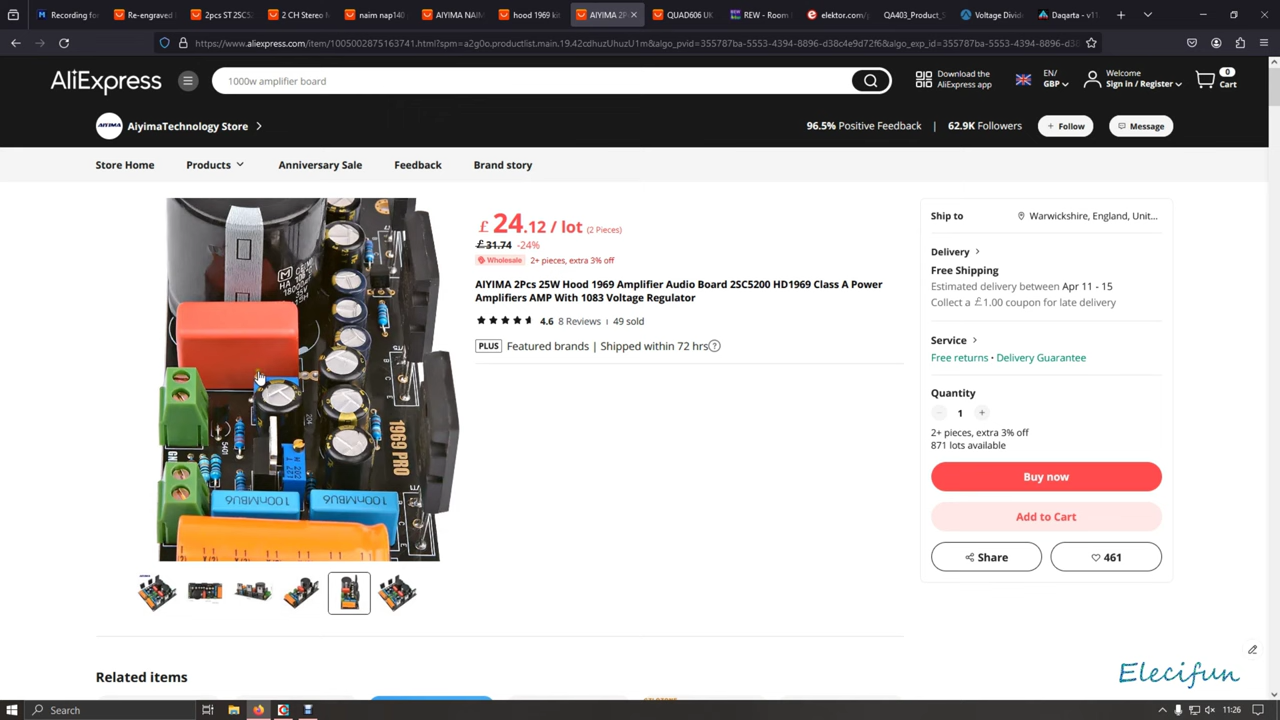 Recording fo
Re-engraved
2pcs ST 2SC5
2 CH Stereo
naim nap140
AIYIMA NAIM
hood 1969 kit
AIYIMA 2P
QUAD606 UK
REW - Room
elektor.com/
QA403_Product_S
Voltage Divid
Daqarta - v11
https://www.aliexpress.com/item/1005002875163741.html?spm=a2g0o.productlist.main.19.42cdhuzUhuzU1m&algo_pvid=355787ba-5553-4394-8896-d38c4e9d72f6&algo_exp_id=355787ba-5553-4394-8896-d38
AliExpress
1000w amplifier board
Download the
AliExpress app
EN/
GBP
Welcome
Sign in / Register
0
Cart
AIYIMA
AiyimaTechnology Store
96.5% Positive Feedback | 62.9K Followers
+ Follow
Message
Store Home
Products
Anniversary Sale
Feedback
Brand story
£ 24.12 / lot (2 Pieces)
£ 31.74 -24%
Wholesale 2+ pieces, extra 3% off
AIYIMA 2Pcs 25W Hood 1969 Amplifier Audio Board 2SC5200 HD1969 Class A Power
Amplifiers AMP With 1083 Voltage Regulator
4.6 8 Reviews 49 sold
PLUS Featured brands | Shipped within 72 hrs
1969 PRO
100nMBU6
100nMBU6
Ship to
Warwickshire, England, Unit...
Delivery
Free Shipping
Estimated delivery between Apr 11 - 15
Collect a £1.00 coupon for late delivery
Service
Free returns • Delivery Guarantee
Quantity
1
2+ pieces, extra 3% off
871 lots available
Buy now
Add to Cart
Share
461
Related items
Elecifun
Search
11:26